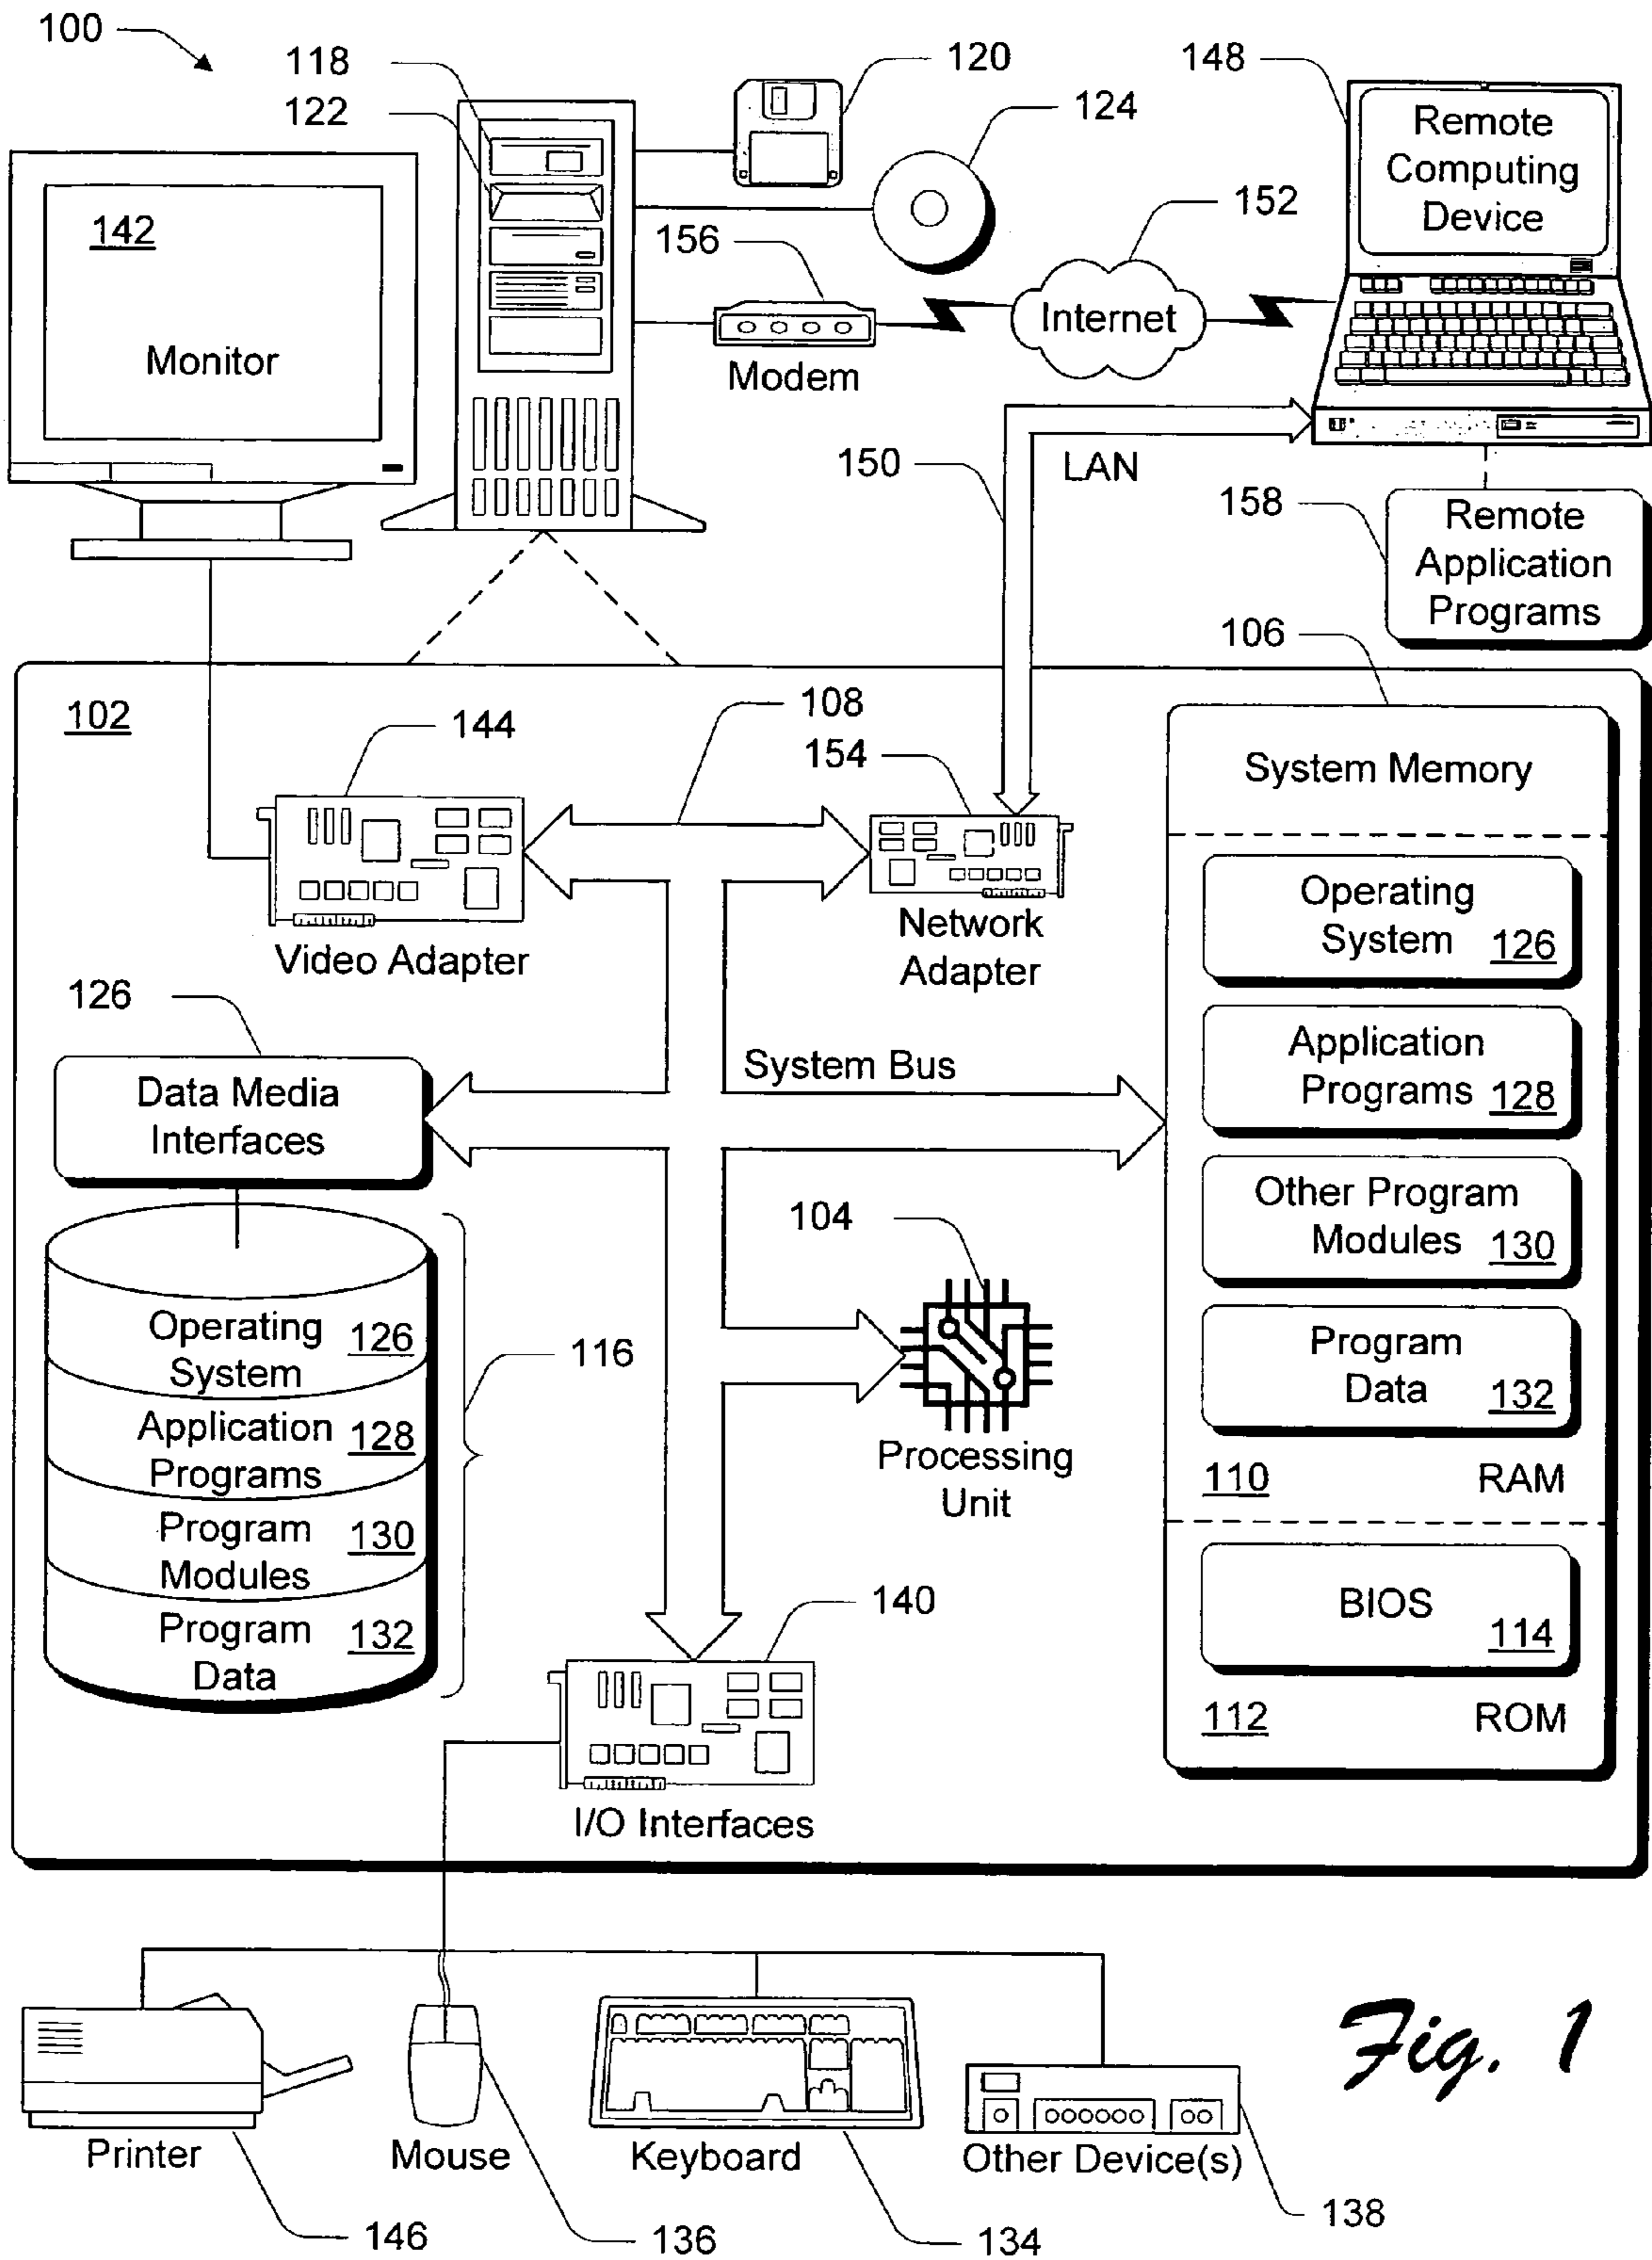 100
118
122
120
124
148
Remote
Computing
Device
142
Monitor
156
Modem
152
Internet
150
LAN
158
Remote
Application
Programs
106
102
144
108
154
System Memory
Video Adapter
Network
Adapter
Operating
System 126
126
Data Media
Interfaces
System Bus
Application
Programs 128
Other Program
Modules 130
104
Processing
Unit
Program
Data 132
110 RAM
Operating
System 126
Application
Programs 128
Program
Modules 130
Program
Data 132
116
BIOS
114
112 ROM
140
I/O Interfaces
Printer
Mouse
Keyboard
Other Device(s)
146
136
134
138
Fig. 1